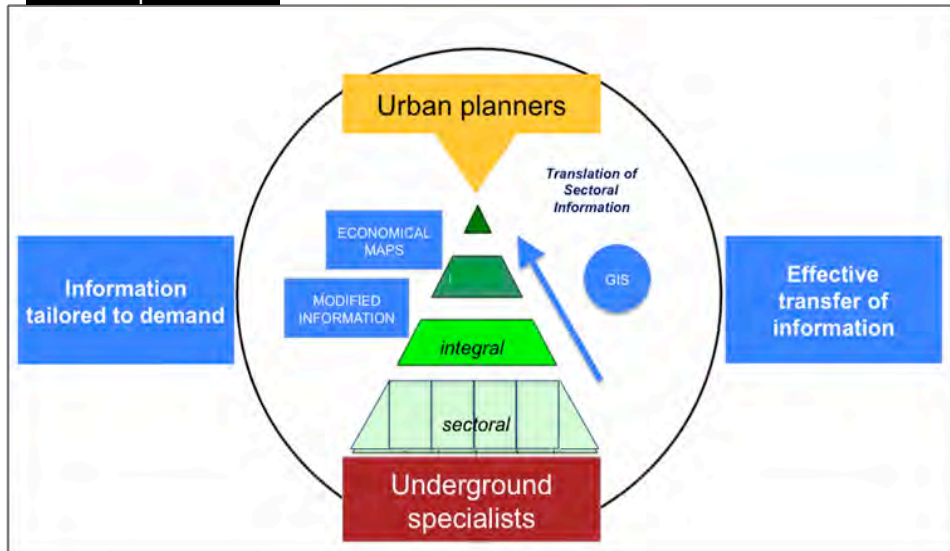 Urban planners
Translation of
Sectoral
Information
ECONOMICAL
MAPS
GIS
Information
tailored to demand
MODIFIED
INFORMATION
Effective
transfer of
information
integral
sectoral
Underground
specialists